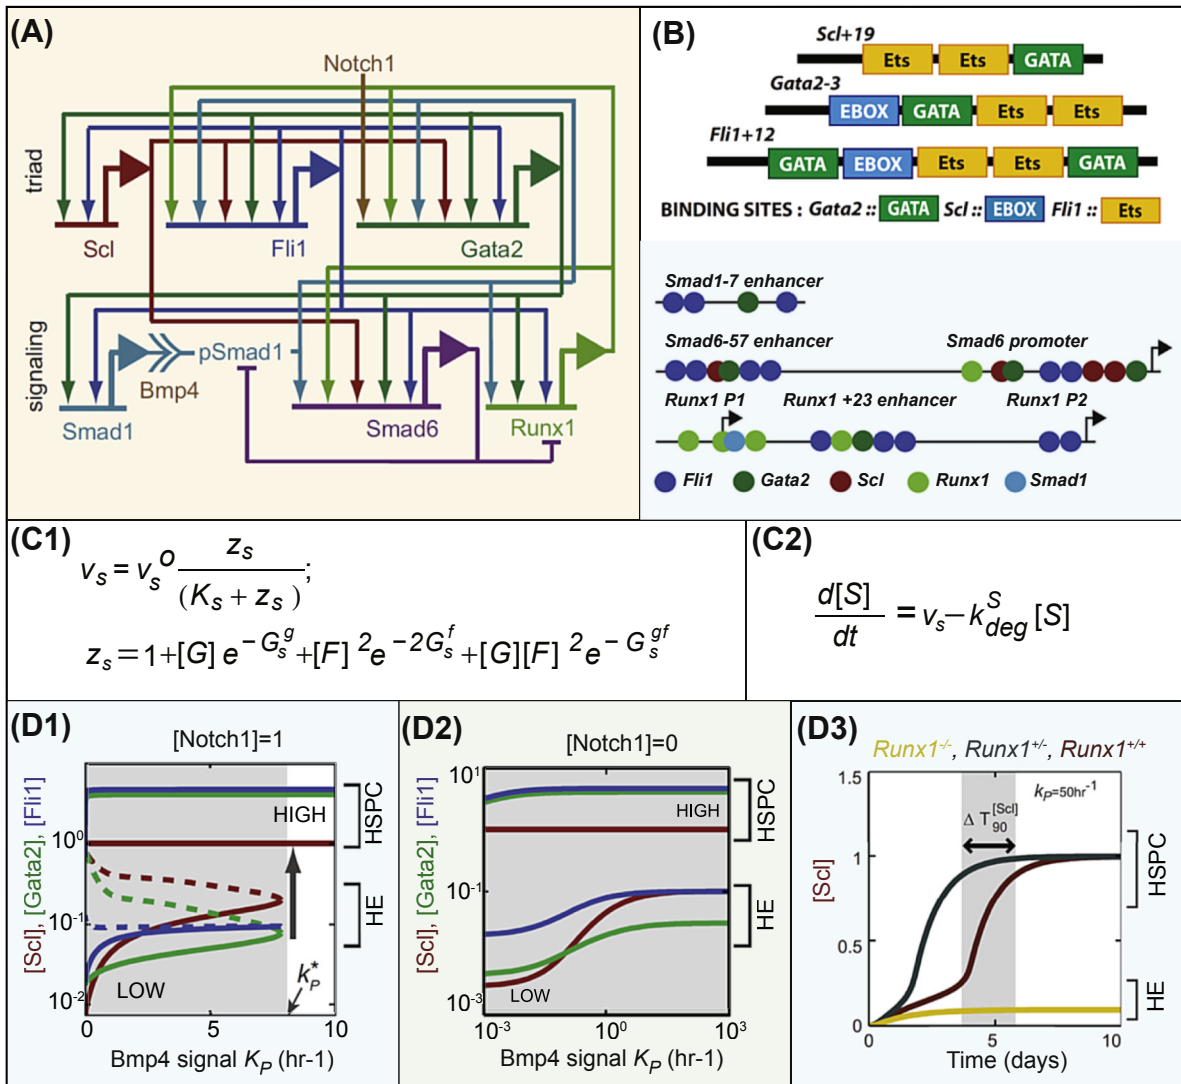 (A)
Notch1
triad
Scl
Fli1
Gata2
signaling
pSmad1
Bmp4
Smad1
Smad6
Runx1
(B)
Scl+19
Ets Ets GATA
Gata2-3
EBOX GATA Ets Ets
Fli1+12
GATA EBOX Ets Ets GATA
BINDING SITES : Gata2 :: GATA Scl :: EBOX Fli1 :: Ets
Smad1-7 enhancer
Smad6-57 enhancer Smad6 promoter
Runx1 P1 Runx1 +23 enhancer Runx1 P2
Fli1 Gata2 Scl Runx1 Smad1
(C1)
v_s = v_s^o z_s / (K_s + z_s) ;
z_s = 1+[G] e^{-G_s^g}+[F]^2e^{-2G_s^f}+[G][F]^2e^{-G_s^{gf}}
(C2)
d[S]/dt = v_s – k_{deg}^S [S]
(D1)
[Notch1]=1
[Scl], [Gata2], [Fli1]
10^0
10^-1
10^-2
HIGH
LOW
HSPC
HE
k_P^*
0 5 10
Bmp4 signal K_P (hr-1)
(D2)
[Notch1]=0
[Scl], [Gata2], [Fli1]
10^1
10^-1
10^-3
HIGH
LOW
HSPC
HE
10^-3 10^0 10^3
Bmp4 signal K_P (hr-1)
(D3)
Runx1^-/-, Runx1^+/-, Runx1^+/+
[Scl]
1.5
1
0.5
0
k_P=50hr^-1
Δ T_90^[Scl]
HSPC
HE
0 5 10
Time (days)